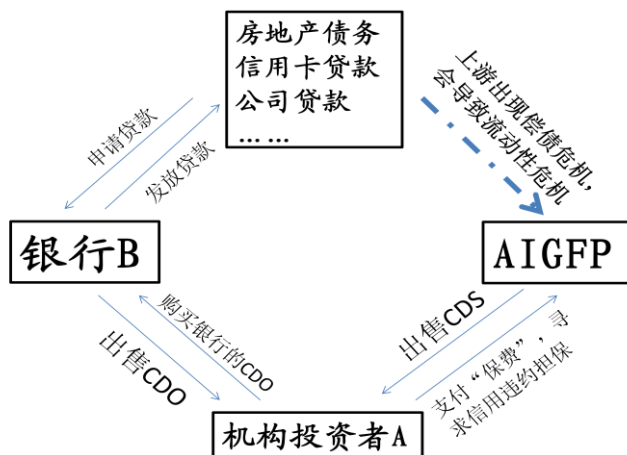 房地产债务
信用卡贷款
公司贷款
... ...
申请贷款
发放贷款
上游出现偿债危机,
会导致流动性危机
银行B
AIGFP
出售CDO
购买银行的CDO
出售CDS
支付“保费”,寻
求信用违约担保
机构投资者A